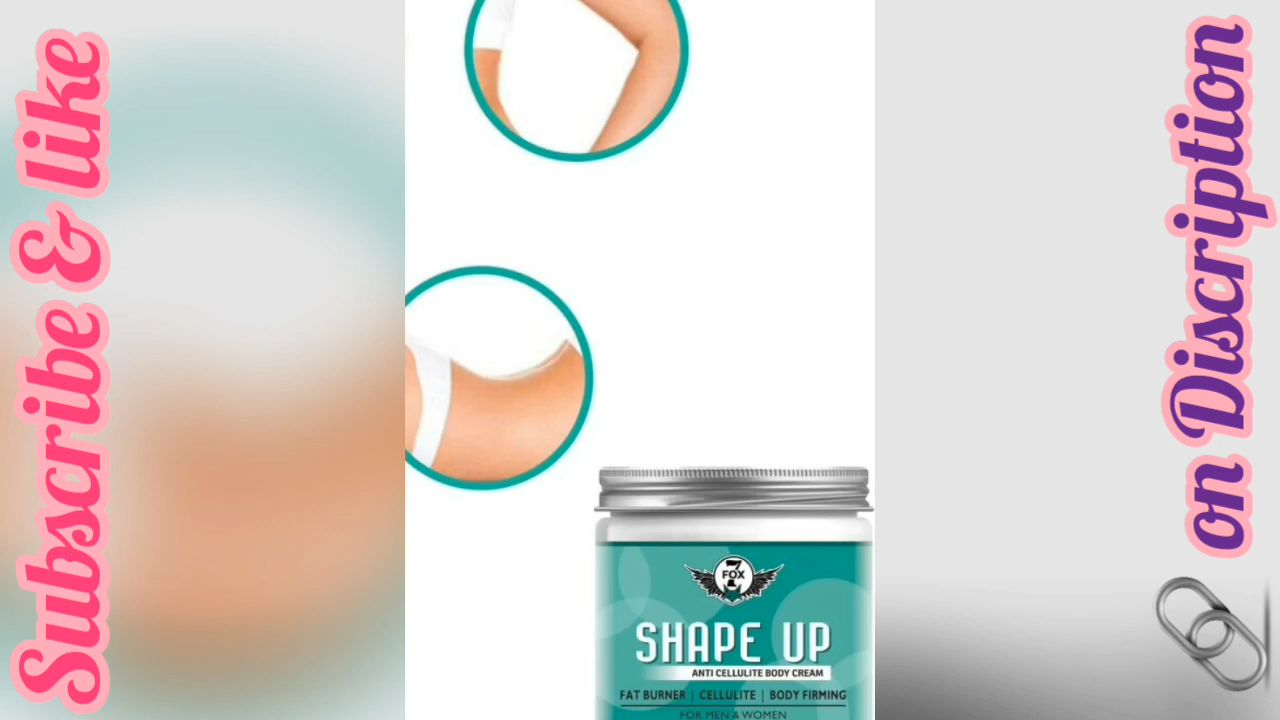 Subscribe & like
7
FOX
SHAPE UP
ANTI CELLULITE BODY CREAM
FAT BURNER | CELLULITE | BODY FIRMING
FOR MEN & WOMEN
on Discription